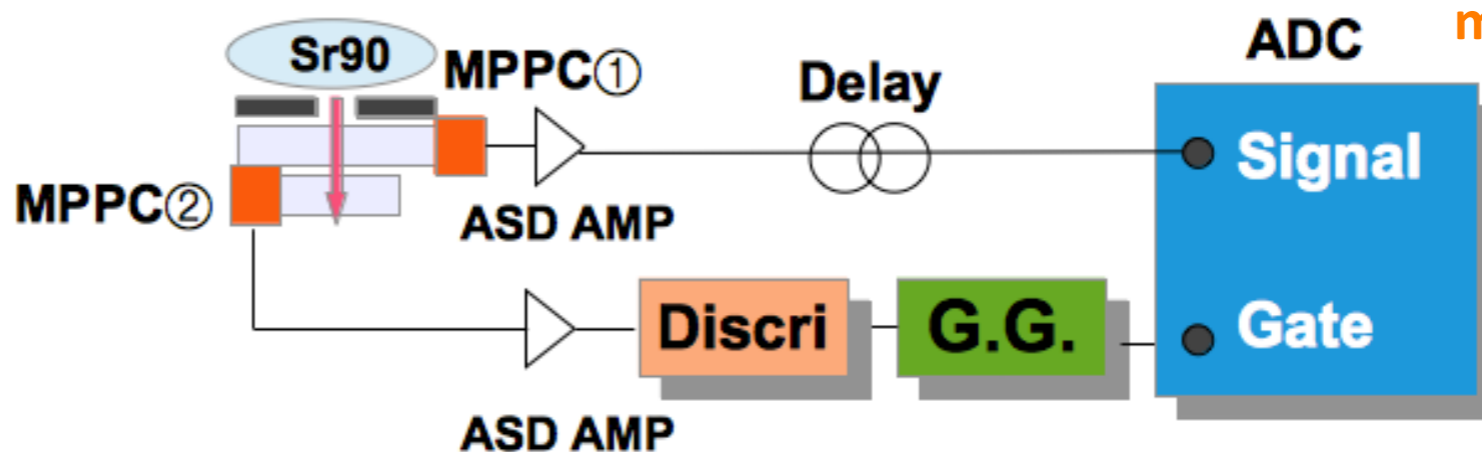 m
ADC
Sr90
MPPC①
Delay
Signal
MPPC②
ASD AMP
Discri
G.G.
Gate
ASD AMP